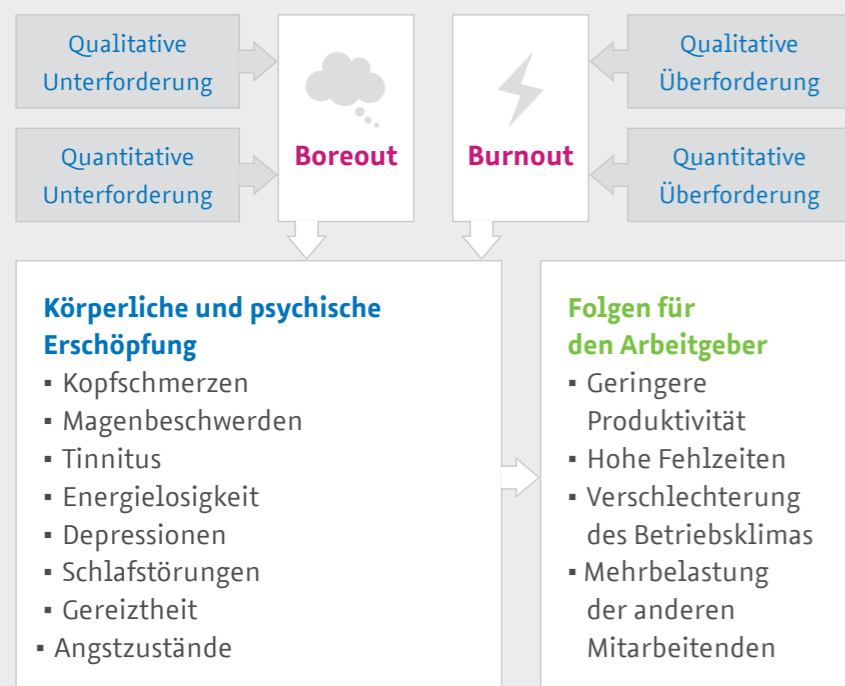 Qualitative
Unterforderung
Quantitative
Unterforderung
Boreout
Burnout
Qualitative
Überforderung
Quantitative
Überforderung
Körperliche und psychische
Erschöpfung
▪ Kopfschmerzen
▪ Magenbeschwerden
▪ Tinnitus
▪ Energielosigkeit
▪ Depressionen
▪ Schlafstörungen
▪ Gereiztheit
▪ Angstzustände
Folgen für
den Arbeitgeber
▪ Geringere
Produktivität
▪ Hohe Fehlzeiten
▪ Verschlechterung
des Betriebsklimas
▪ Mehrbelastung
der anderen
Mitarbeitenden